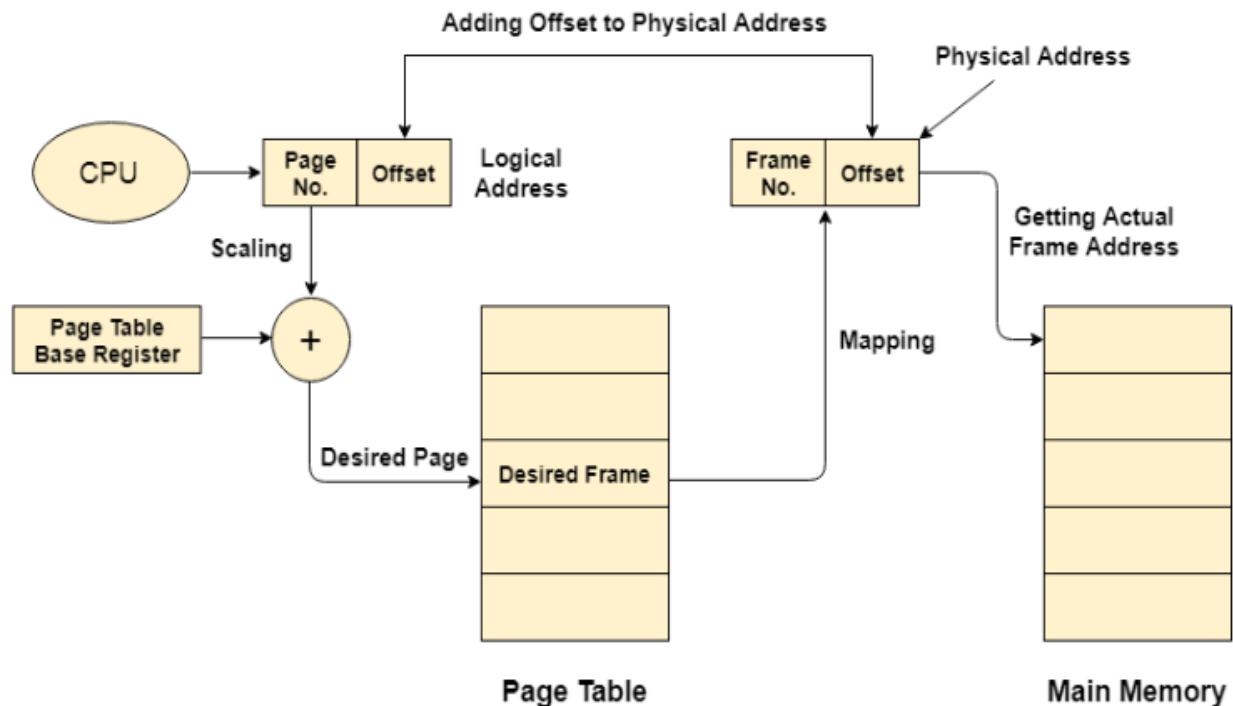 Adding Offset to Physical Address
Physical Address
CPU
Page
No.
Offset
Logical
Address
Frame
No.
Offset
Scaling
Getting Actual
Frame Address
Page Table
Base Register
+
Mapping
Desired Page
Desired Frame
Page Table
Main Memory